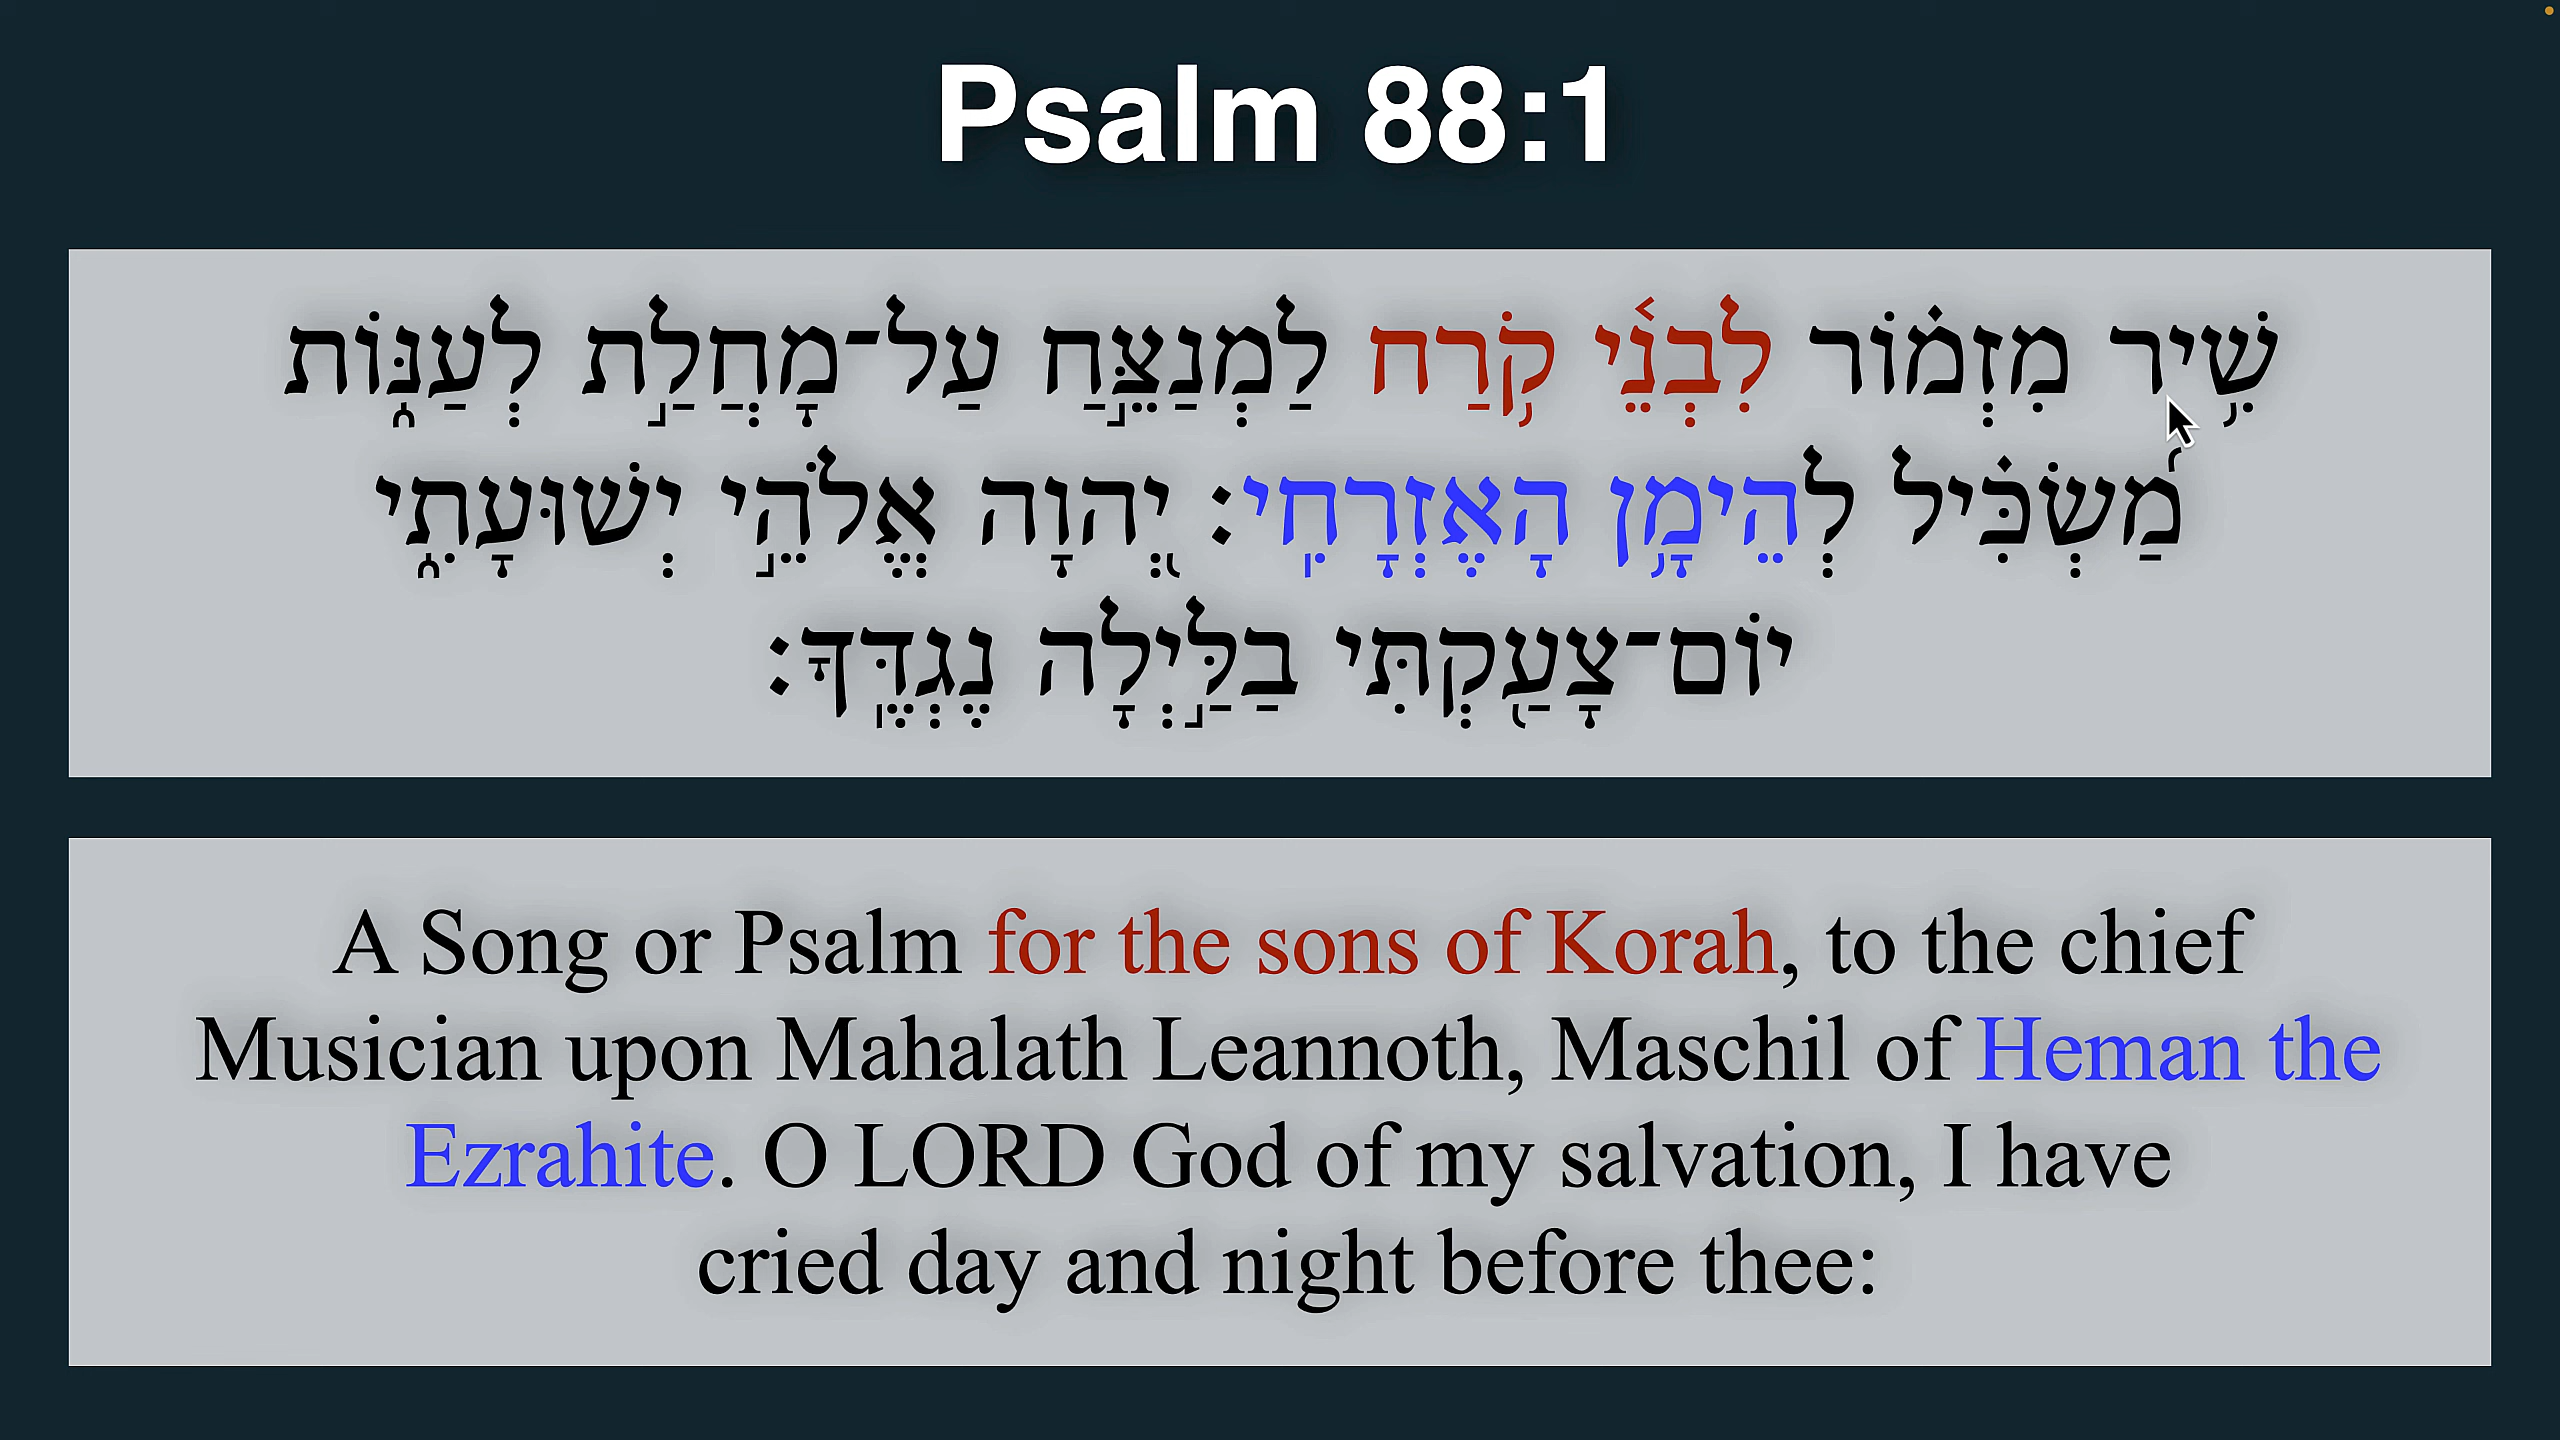 Psalm 88:1
שִׁ֥יר מִזְמ֗וֹר לִבְנֵ֫י קֹ֥רַח לַמְנַצֵּ֣חַ עַל־מָחֲלַ֣ת לְעַנּ֑וֹת
מַ֝שְׂכִּ֗יל לְהֵימָ֥ן הָאֶזְרָחִֽי׃ יְ֭הוָה אֱלֹהֵ֣י יְשׁוּעָתִ֑י
יוֹם־צָעַ֖קְתִּי בַלַּ֣יְלָה נֶגְדֶּֽךָ׃
A Song or Psalm for the sons of Korah, to the chief
Musician upon Mahalath Leannoth, Maschil of Heman the
Ezrahite. O LORD God of my salvation, I have
cried day and night before thee: